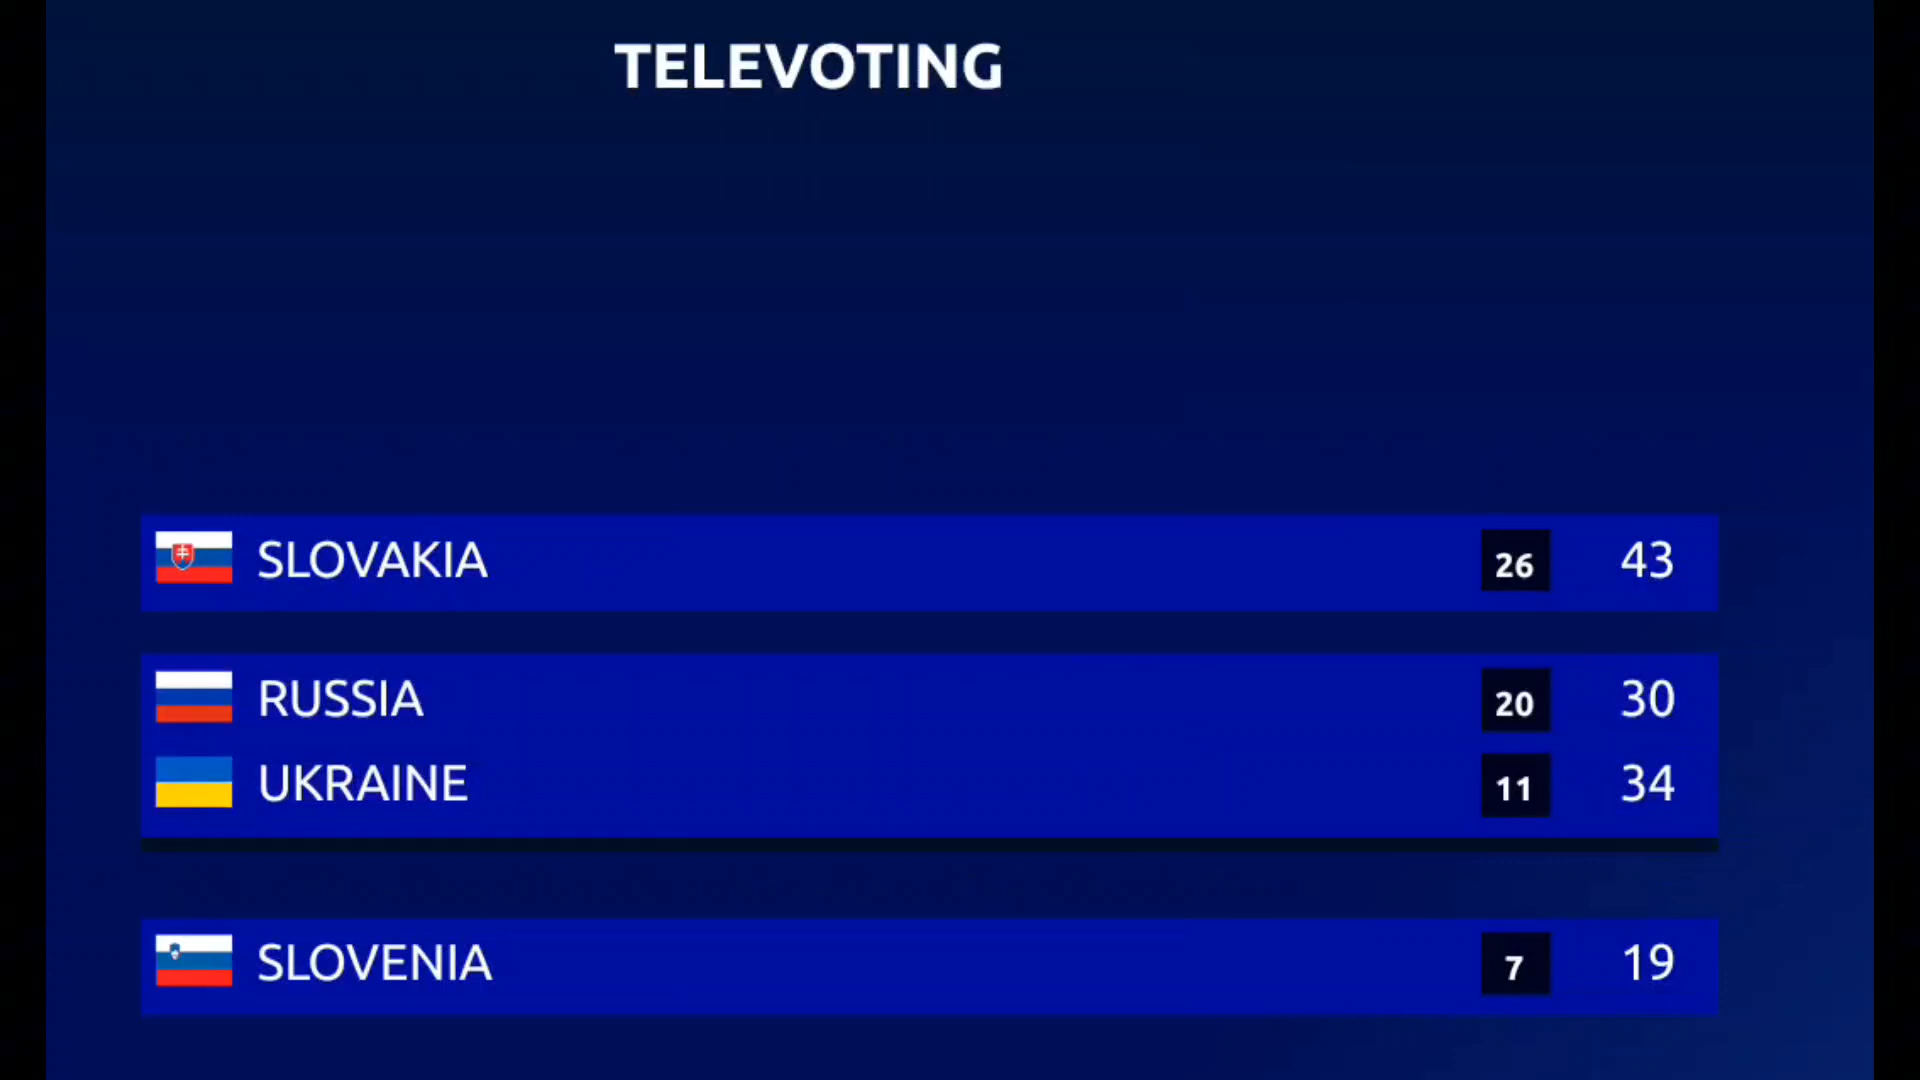 TELEVOTING
SLOVAKIA 26 43
RUSSIA 20 30
UKRAINE 11 34
SLOVENIA 7 19